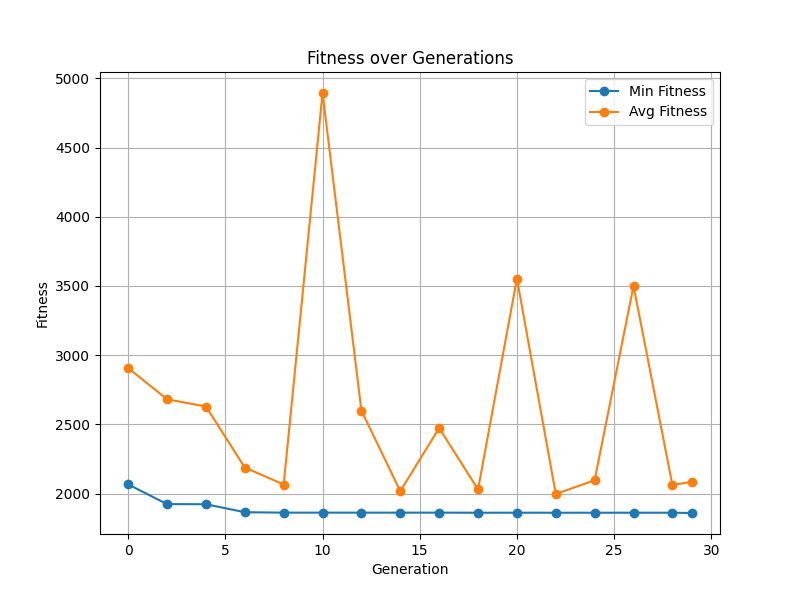 Fitness over Generations
Min Fitness
Avg Fitness
5000
4500
4000
3500
3000
2500
2000
Fitness
0 5 10 15 20 25 30
Generation